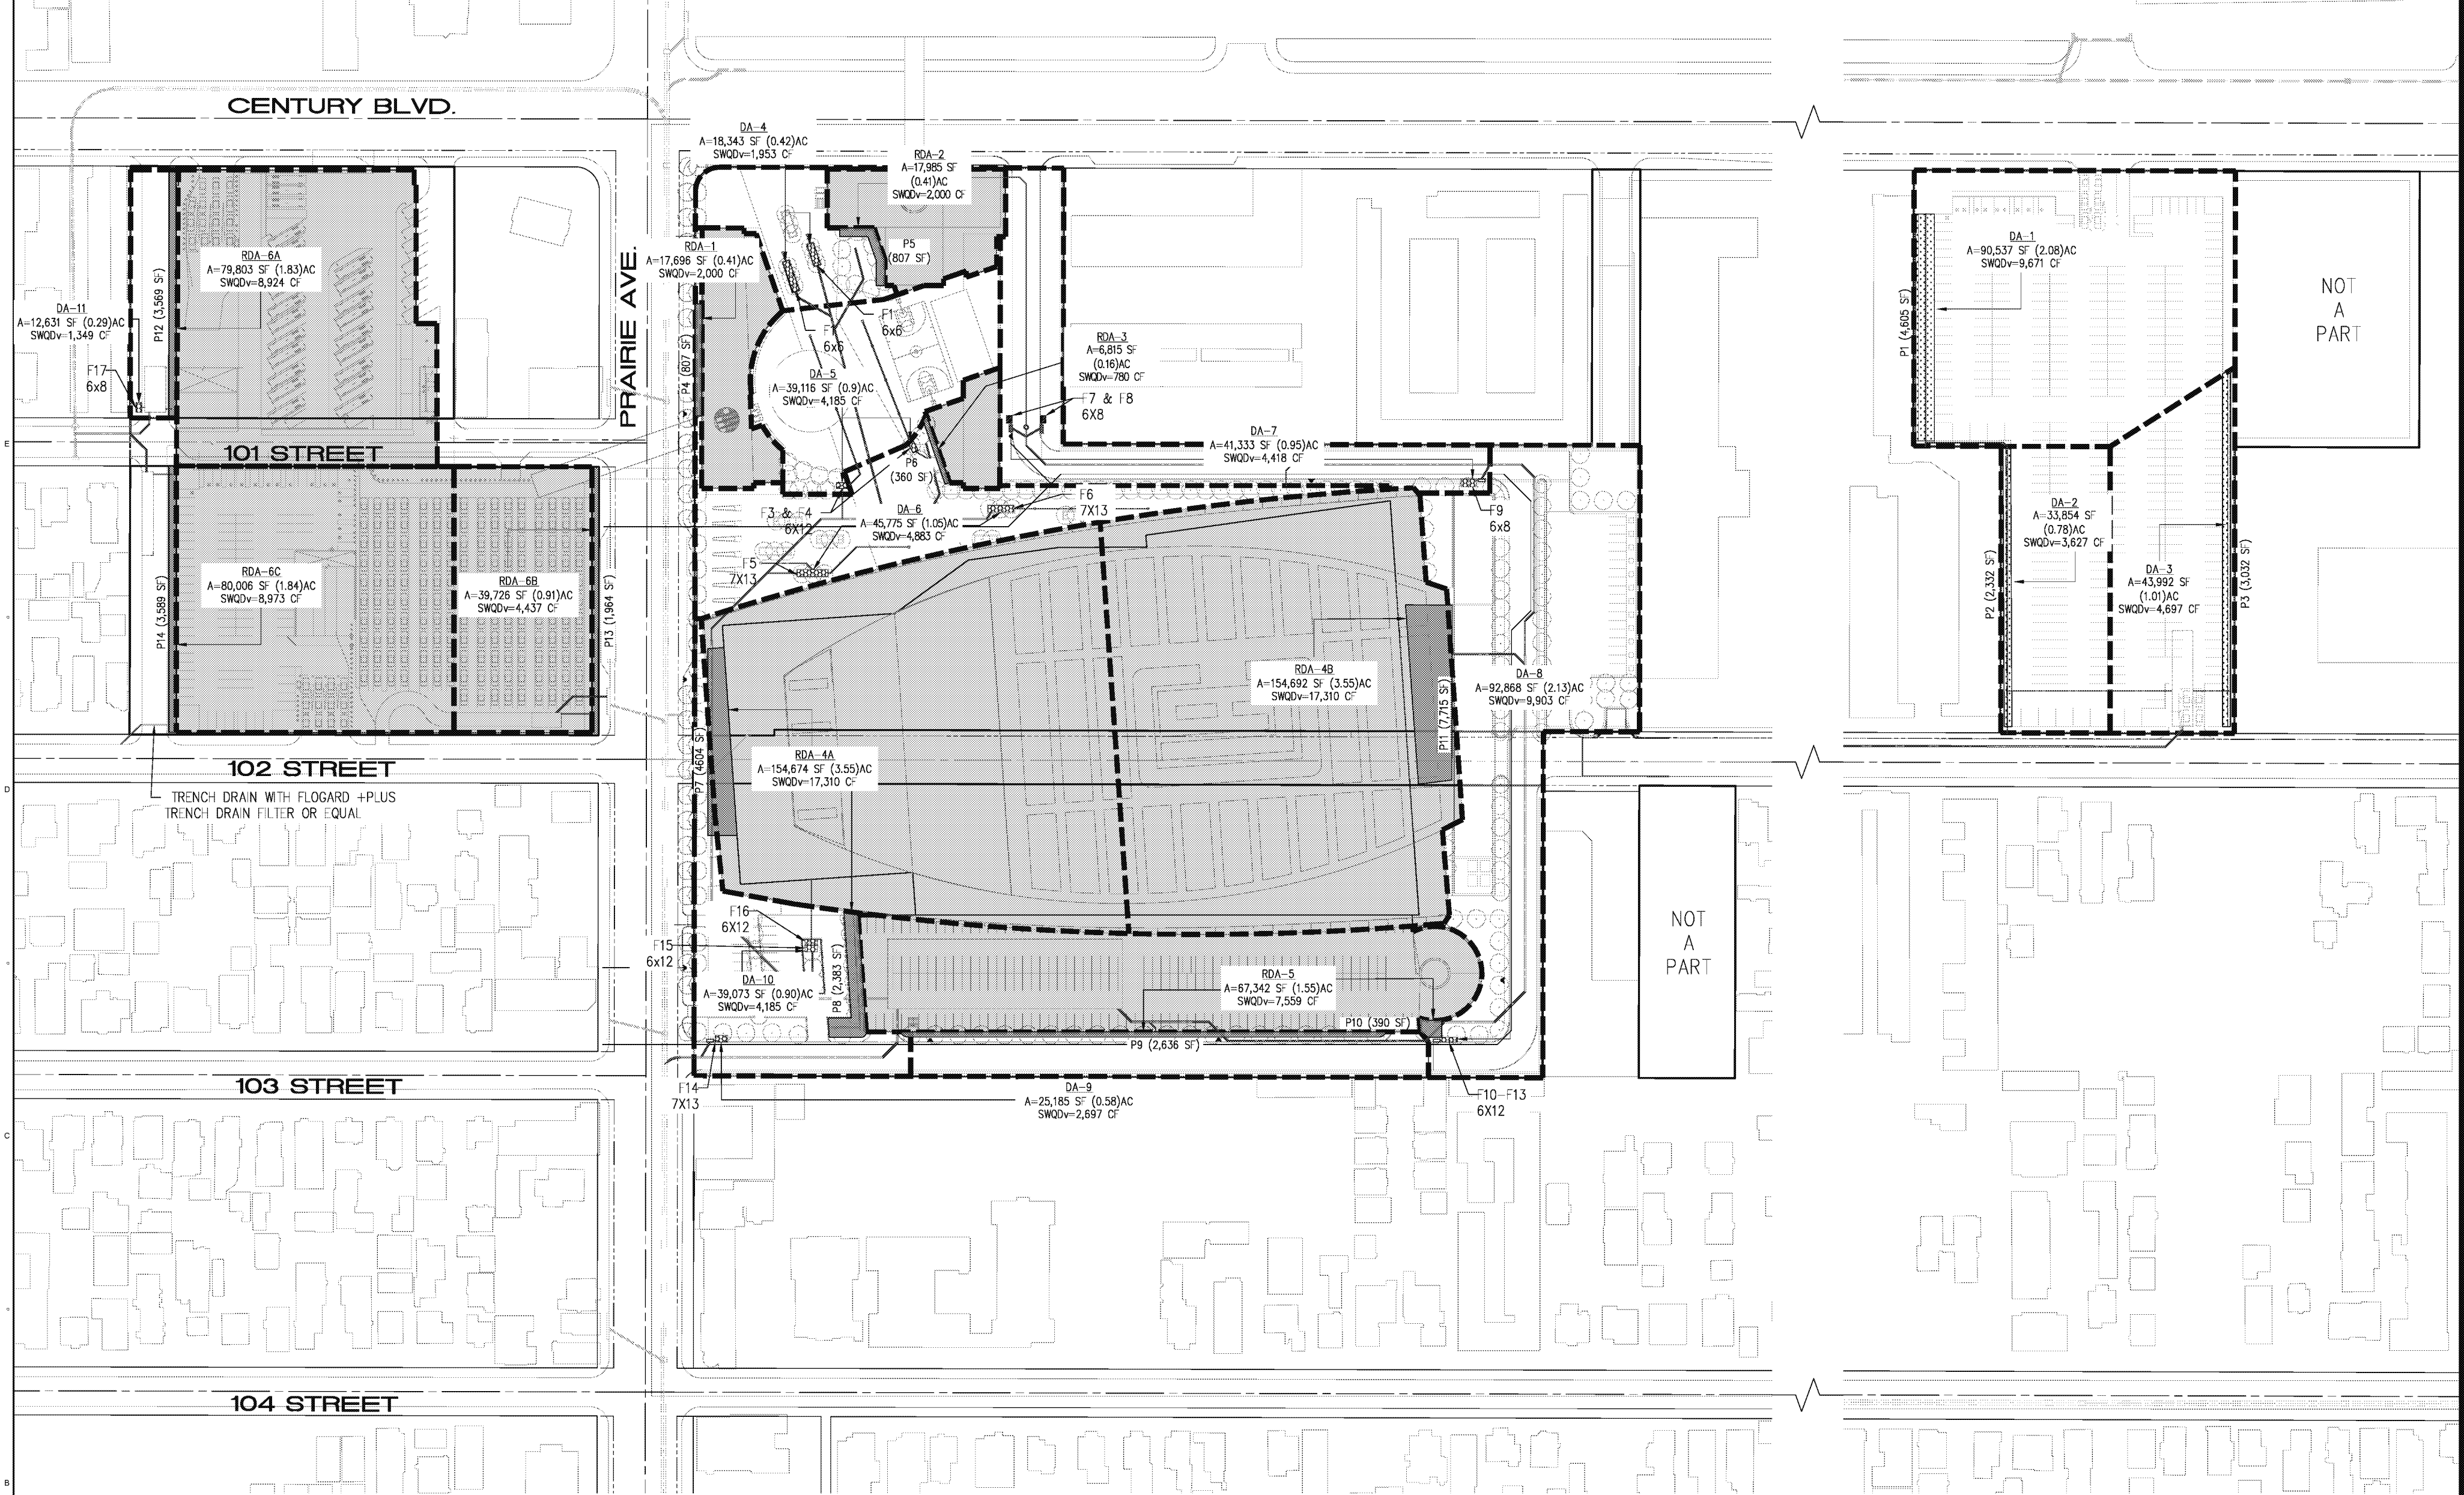 CENTURY BLVD.
DA-4
A=18,343 SF (0.42)AC
SWQDv=1,953 CF
RDA-2
A=17,985 SF
(0.41)AC
SWQDv=2,000 CF
P5
(807 SF)
RDA-1
A=17,696 SF (0.41)AC
SWQDv=2,000 CF
RDA-6A
A=79,803 SF (1.83)AC
SWQDv=8,924 CF
P12 (3,569 SF)
DA-11
A=12,631 SF (0.29)AC
SWQDv=1,349 CF
F17
6x8
PRAIRIE AVE.
P4 (807 SF)
F1
6x6
F1
6x6
RDA-3
A=6,815 SF
(0.16)AC
SWQDv=780 CF
DA-5
A=39,116 SF (0.9)AC
SWQDv=4,185 CF
F7 & F8
6X8
DA-1
A=90,537 SF (2.08)AC
SWQDv=9,671 CF
P1 (4,605 SF)
NOT
A
PART
E
101 STREET
DA-7
A=41,333 SF (0.95)AC
SWQDv=4,418 CF
P6
(360 SF)
F3 & F4
6X12
DA-6
A=45,775 SF (1.05)AC
SWQDv=4,883 CF
F6
7X13
F9
6x8
F5
7X13
DA-2
A=33,854 SF
(0.78)AC
SWQDv=3,627 CF
P2 (2,332 SF)
DA-3
A=43,992 SF
(1.01)AC
SWQDv=4,697 CF
P3 (3,032 SF)
RDA-6C
A=80,006 SF (1.84)AC
SWQDv=8,973 CF
P14 (3,589 SF)
RDA-6B
A=39,726 SF (0.91)AC
SWQDv=4,437 CF
P13 (1,964 SF)
RDA-4B
A=154,692 SF (3.55)AC
SWQDv=17,310 CF
P11 (7,715 SF)
DA-8
A=92,868 SF (2.13)AC
SWQDv=9,903 CF
RDA-4A
A=154,674 SF (3.55)AC
SWQDv=17,310 CF
P7 (4604 SF)
102 STREET
D
TRENCH DRAIN WITH FLOGARD +PLUS
TRENCH DRAIN FILTER OR EQUAL
F16
6X12
F15
6x12
P8 (2,383 SF)
DA-10
A=39,073 SF (0.90)AC
SWQDv=4,185 CF
RDA-5
A=67,342 SF (1.55)AC
SWQDv=7,559 CF
P10 (390 SF)
P9 (2,636 SF)
NOT
A
PART
103 STREET
F14
7X13
DA-9
A=25,185 SF (0.58)AC
SWQDv=2,697 CF
F10-F13
6X12
C
104 STREET
B